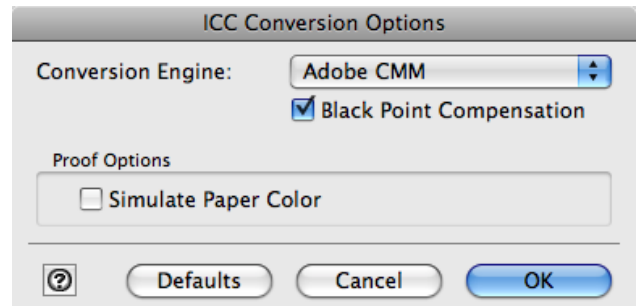 ICC Conversion Options
Conversion Engine: Adobe CMM
Black Point Compensation
Proof Options
Simulate Paper Color
? Defaults Cancel OK